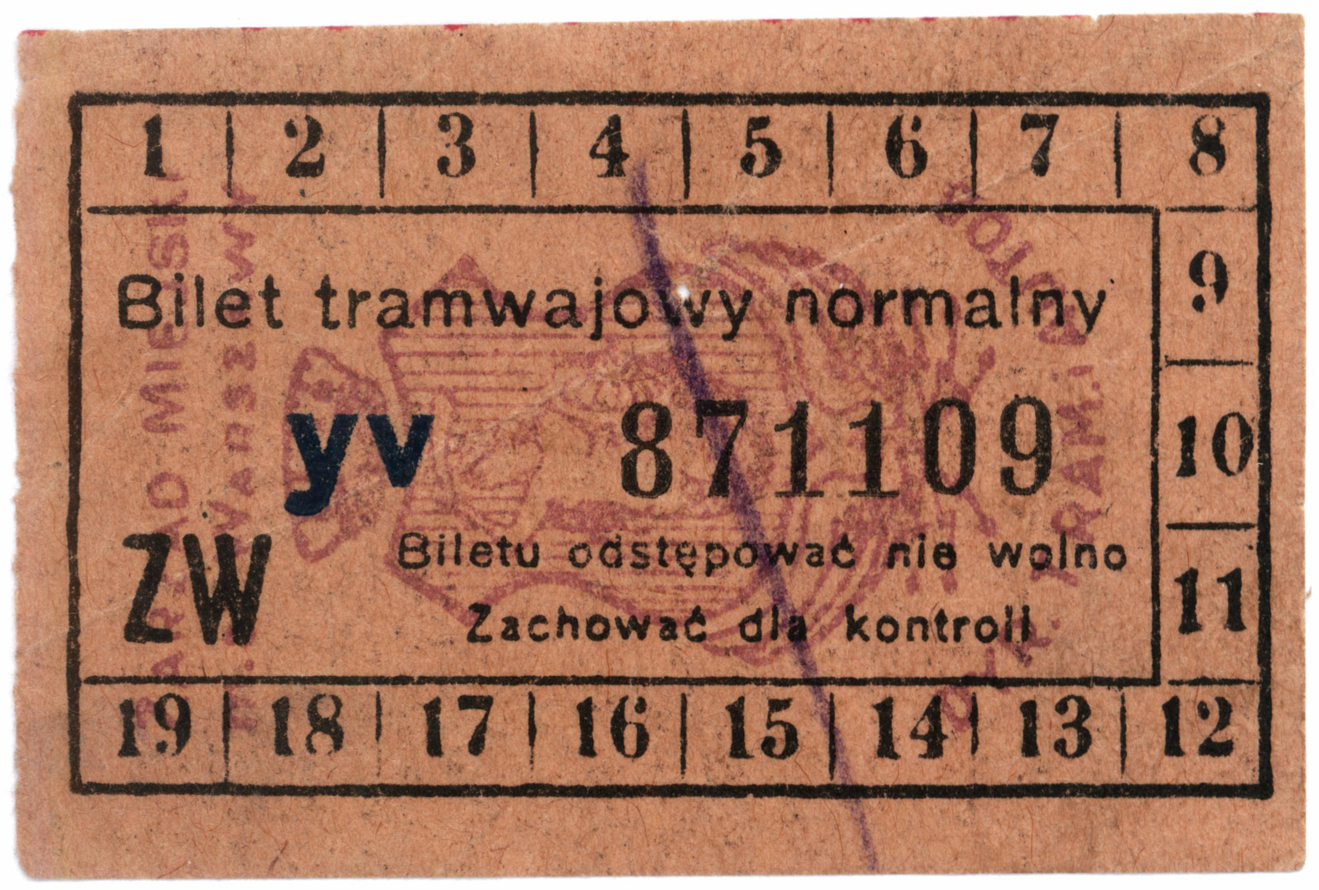 1 2 3 4 5 6 7 8
9
10
11
Bilet tramwajowy normalny
yv 871109
ZW
Biletu odstępować nie wolno
Zachować dla kontroli
19 18 17 16 15 14 13 12